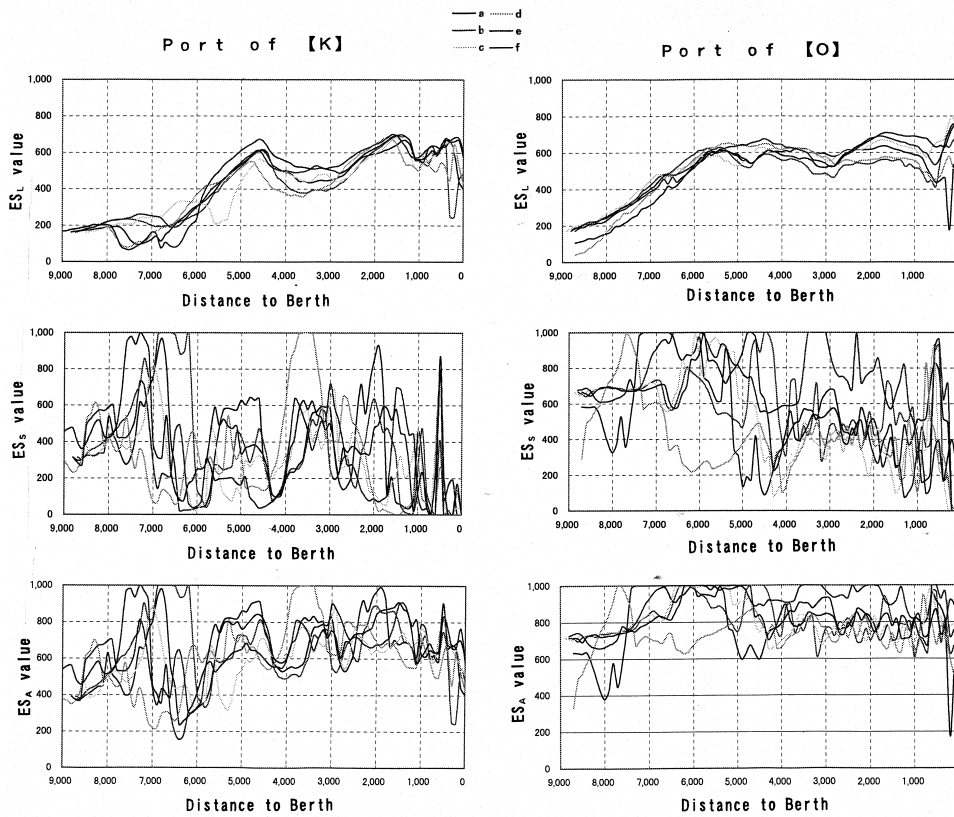 a d
b e
c f
Port of 【K】
Port of 【O】
1,000
800
600
400
200
0
ESL value
9,000 8,000 7,000 6,000 5,000 4,000 3,000 2,000 1,000 0
Distance to Berth
1,000
800
600
400
200
0
ESL value
9,000 8,000 7,000 6,000 5,000 4,000 3,000 2,000 1,000
Distance to Berth
1,000
800
600
400
200
0
ESS value
9,000 8,000 7,000 6,000 5,000 4,000 3,000 2,000 1,000 0
Distance to Berth
1,000
800
600
400
200
0
ESS value
9,000 8,000 7,000 6,000 5,000 4,000 3,000 2,000 1,000
Distance to Berth
1,000
800
600
400
200
0
ESA value
9,000 8,000 7,000 6,000 5,000 4,000 3,000 2,000 1,000 0
Distance to Berth
1,000
800
600
400
200
0
ESA value
9,000 8,000 7,000 6,000 5,000 4,000 3,000 2,000 1,000
Distance to Berth